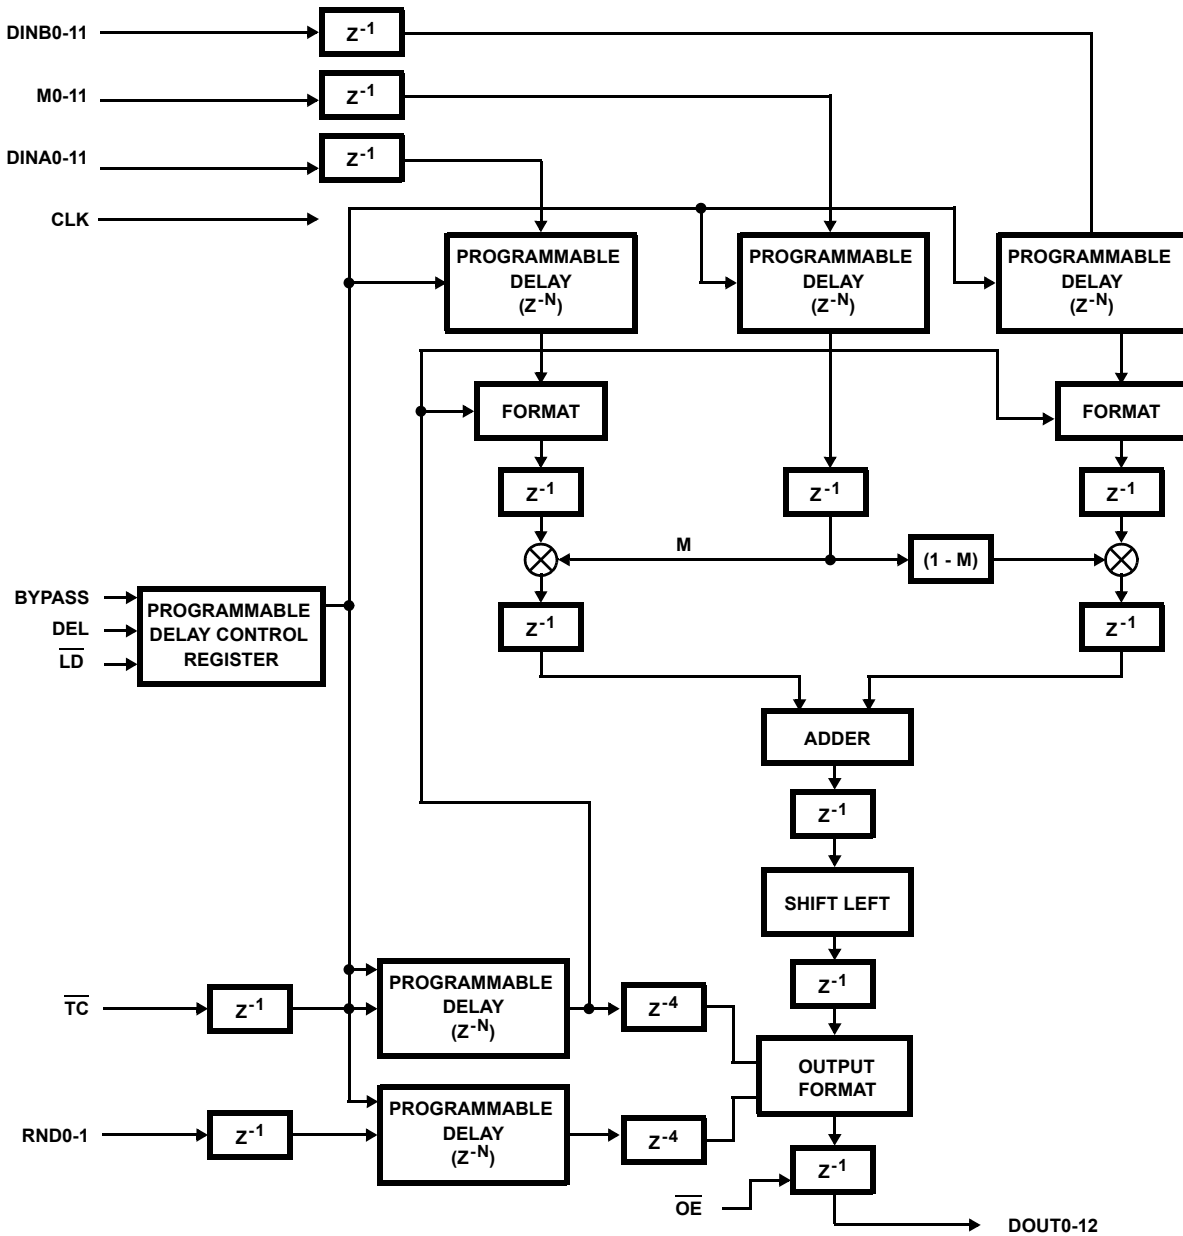 DINB0-11
Z-1
M0-11
Z-1
DINA0-11
Z-1
CLK
PROGRAMMABLE
DELAY
(Z-N)
PROGRAMMABLE
DELAY
(Z-N)
PROGRAMMABLE
DELAY
(Z-N)
FORMAT
FORMAT
Z-1
Z-1
Z-1
M
(1 - M)
BYPASS
DEL
LD
PROGRAMMABLE
DELAY CONTROL
REGISTER
Z-1
Z-1
ADDER
Z-1
SHIFT LEFT
Z-1
TC
Z-1
PROGRAMMABLE
DELAY
(Z-N)
Z-4
OUTPUT
FORMAT
RND0-1
Z-1
PROGRAMMABLE
DELAY
(Z-N)
Z-4
Z-1
OE
DOUT0-12